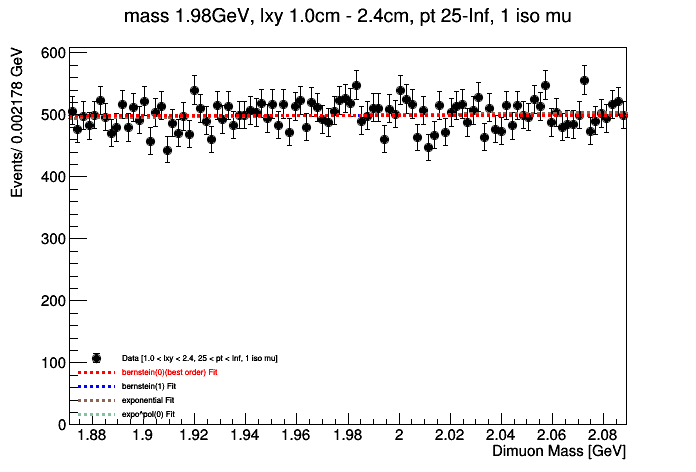 mass 1.98GeV, lxy 1.0cm - 2.4cm, pt 25-Inf, 1 iso mu
Events/ 0.002178 GeV
600
500
400
300
200
100
0
Data [1.0 < lxy < 2.4, 25 < pt < Inf, 1 iso mu]
bernstein(0)(best order) Fit
bernstein(1) Fit
exponential Fit
expo*pol(0) Fit
1.88 1.9 1.92 1.94 1.96 1.98 2 2.02 2.04 2.06 2.08
Dimuon Mass [GeV]